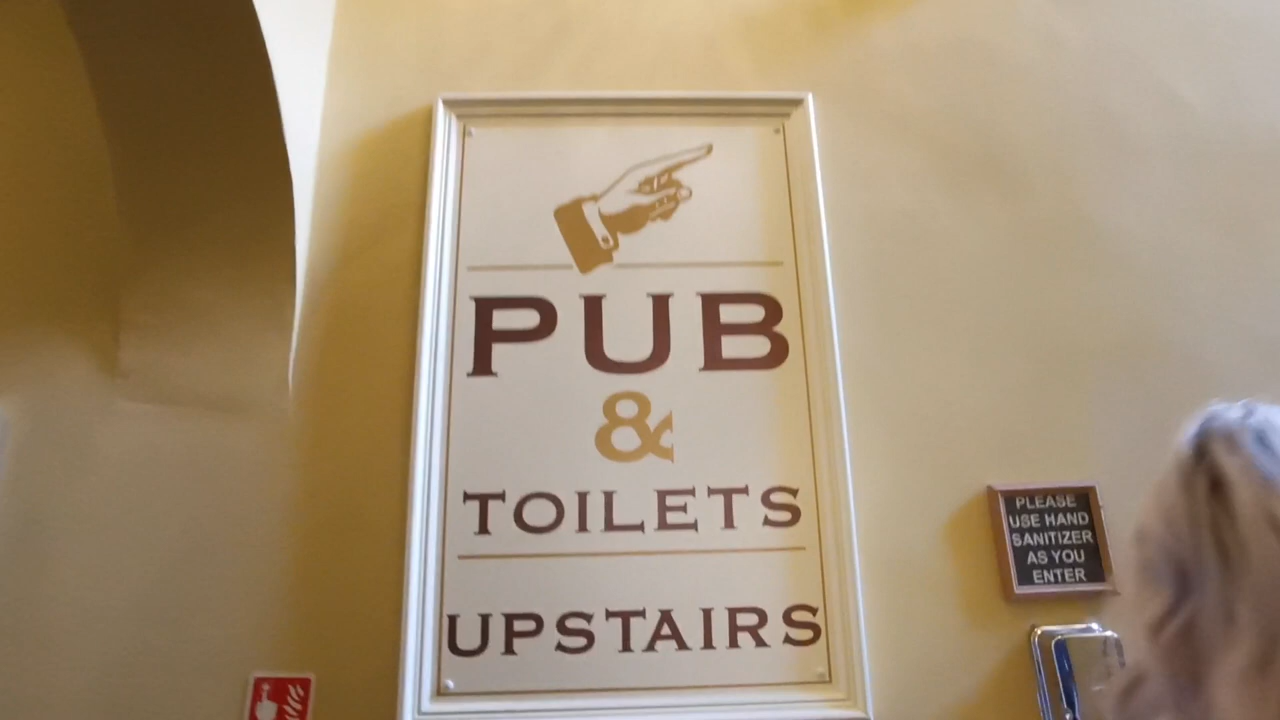 PUB
&
TOILETS
UPSTAIRS
PLEASE
USE HAND
SANITIZER
AS YOU
ENTER